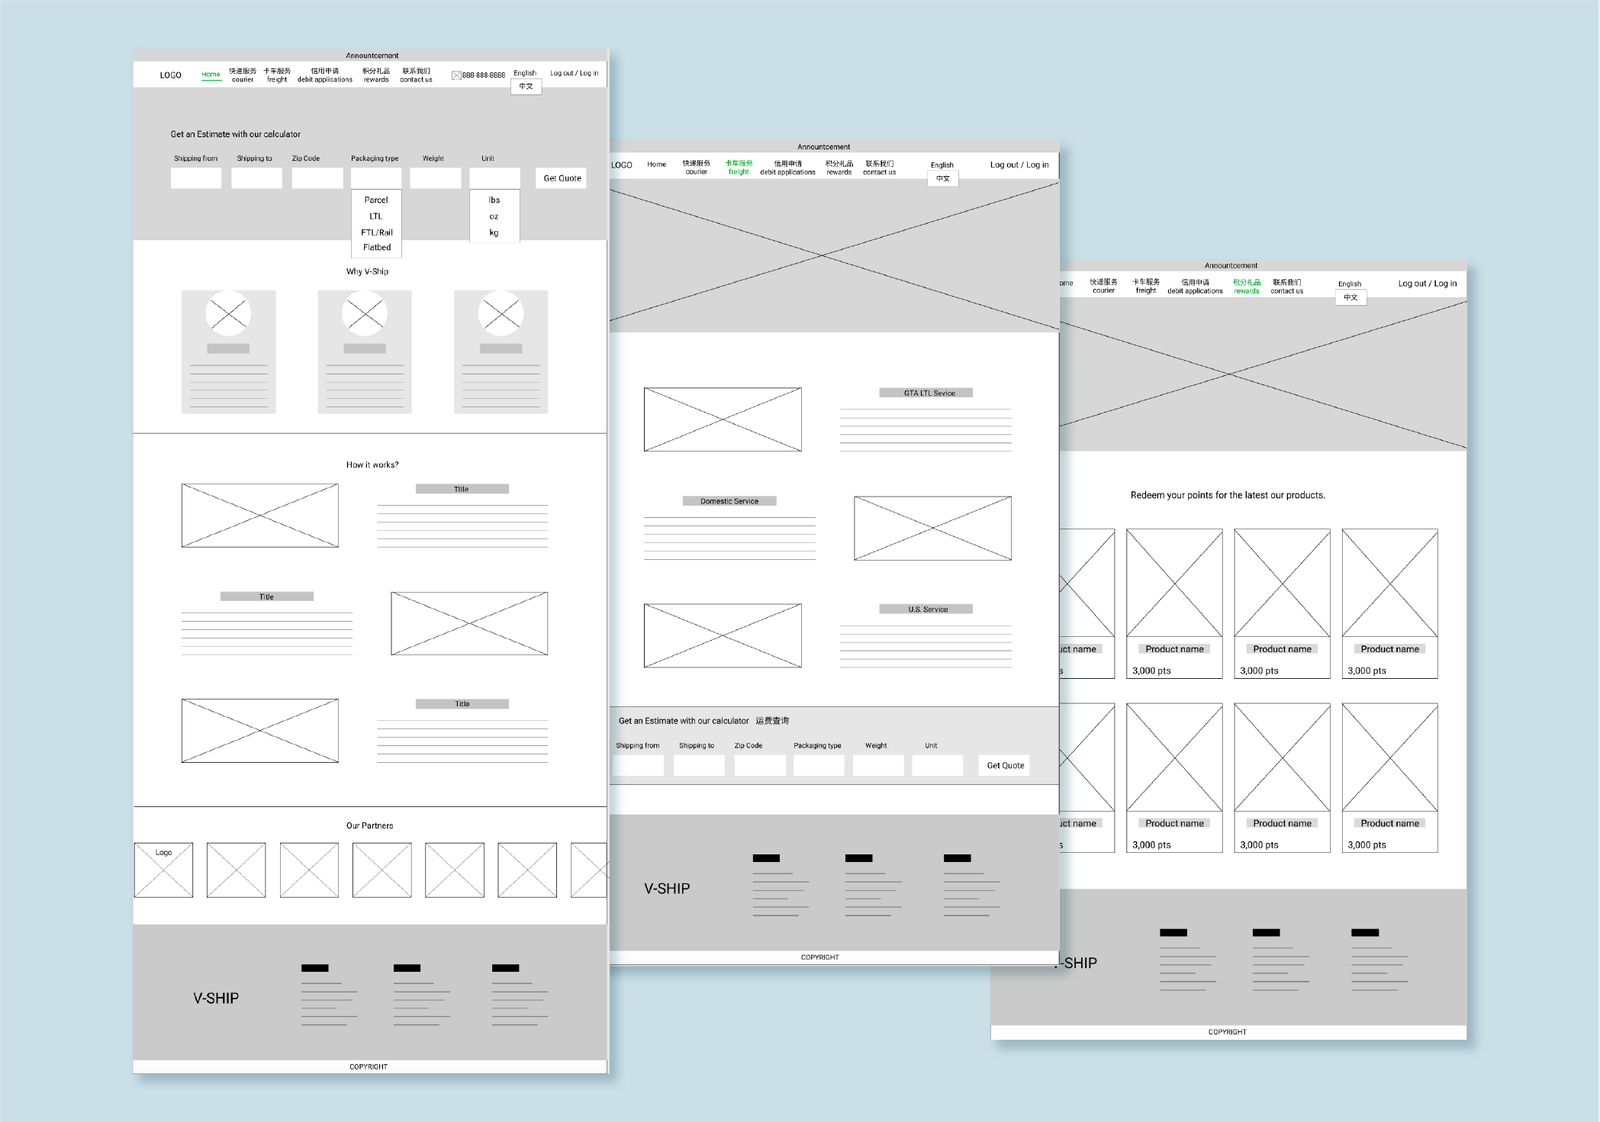 Annountcement
LOGO
Home
快递服务
courier
卡车服务
freight
信用申请
debit applications
积分礼品
rewards
联系我们
contact us
888-888-8888
English
中文
Log out / Log in
Get an Estimate with our calculator
Shipping from
Shipping to
Zip Code
Packaging type
Weight
Unit
Get Quote
Parcel
LTL
FTL/Rail
Flatbed
lbs
oz
kg
Why V-Ship
How it works?
Title
Title
Title
Our Partners
Logo
V-SHIP
COPYRIGHT
Annountcement
LOGO
Home
快递服务
courier
卡车服务
freight
信用申请
debit applications
积分礼品
rewards
联系我们
contact us
English
中文
Log out / Log in
GTA LTL Sevice
Domestic Service
U.S. Service
Get an Estimate with our calculator 运费查询
Shipping from
Shipping to
Zip Code
Packaging type
Weight
Unit
Get Quote
V-SHIP
COPYRIGHT
Annountcement
ome
快递服务
courier
卡车服务
freight
信用申请
debit applications
积分礼品
rewards
联系我们
contact us
English
中文
Log out / Log in
Redeem your points for the latest our products.
uct name
Product name
Product name
Product name
s
3,000 pts
3,000 pts
3,000 pts
uct name
Product name
Product name
Product name
3,000 pts
3,000 pts
3,000 pts
V-SHIP
COPYRIGHT